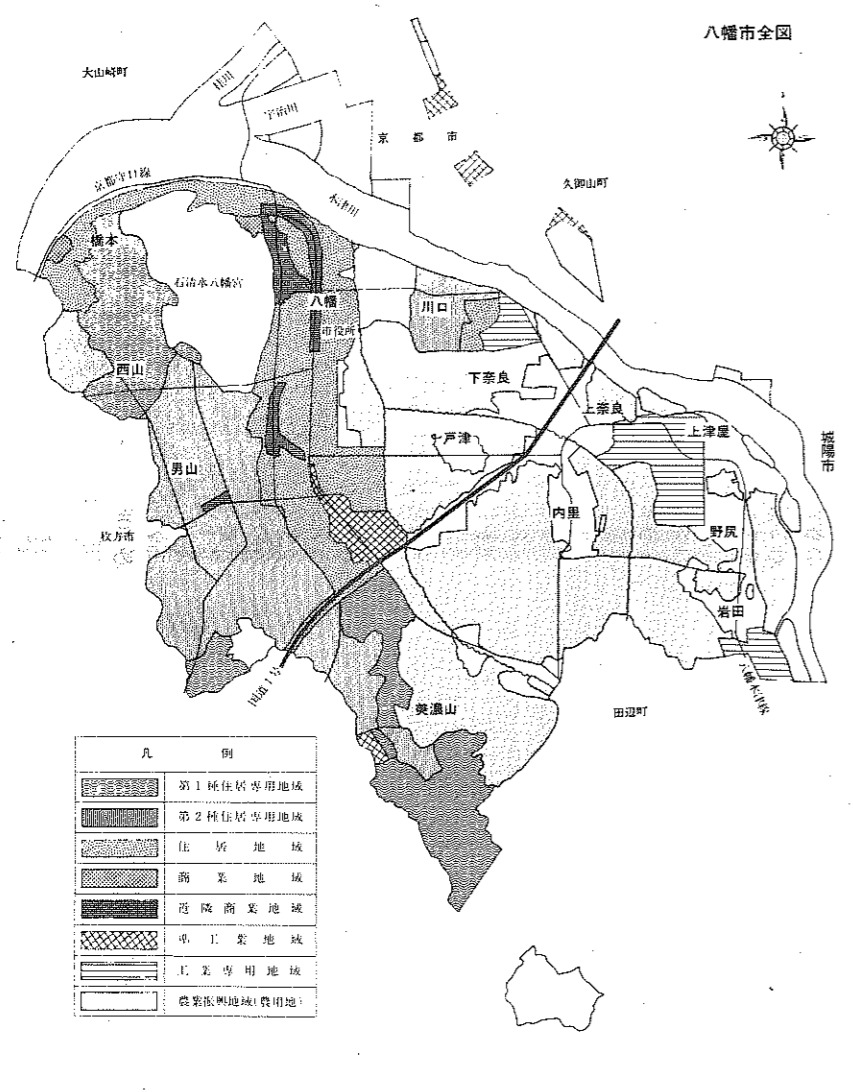 八幡市全図
大山崎町
桂川
宇治川
京都市
久御山町
京都守口線
木津川
橋本
石清水八幡宮
八幡
市役所
川口
西山
下奈良
上奈良
戸津
上津屋
城陽市
男山
内里
野尻
枚方市
岩田
国道1号
八幡木津線
美濃山
田辺町
凡例
第1種住居専用地域
第2種住居専用地域
住居地域
商業地域
近隣商業地域
準工業地域
工業専用地域
農業振興地域(農用地)